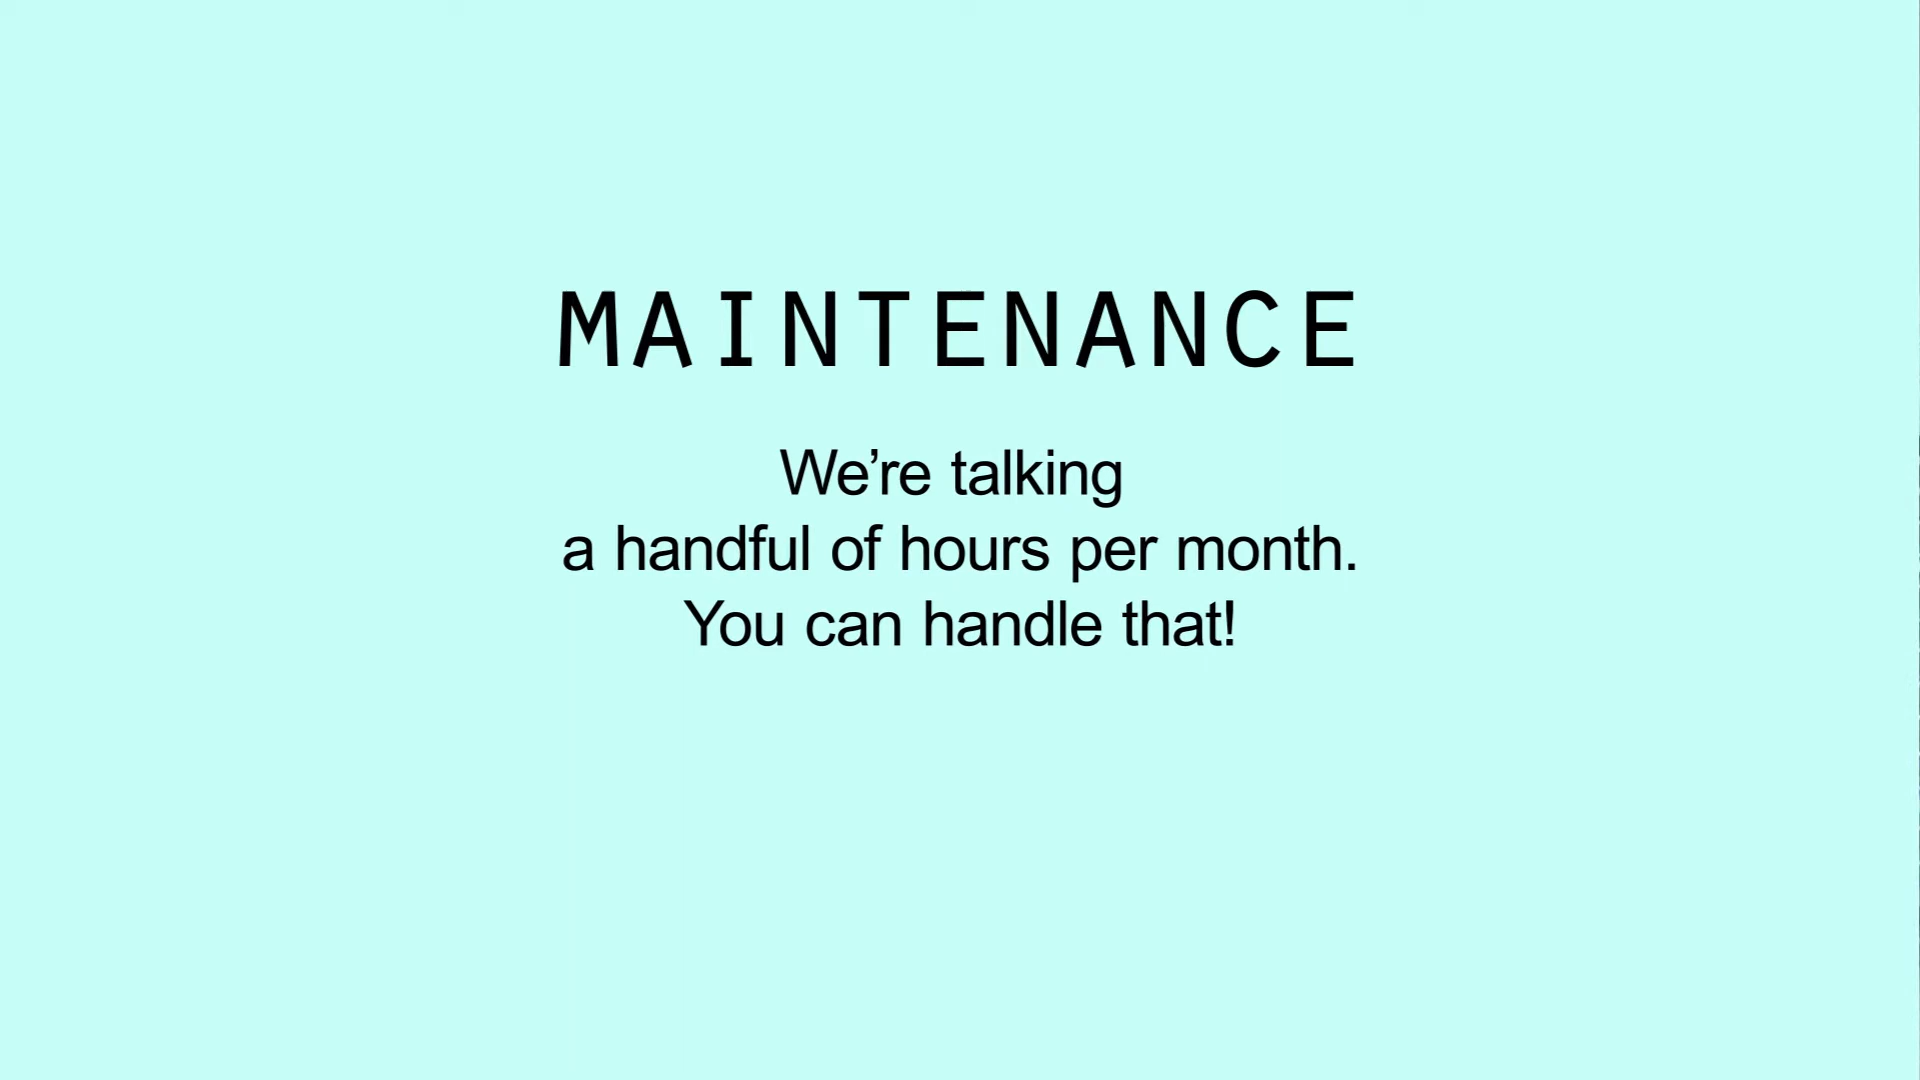 MAINTENANCE
We’re talking
a handful of hours per month.
You can handle that!